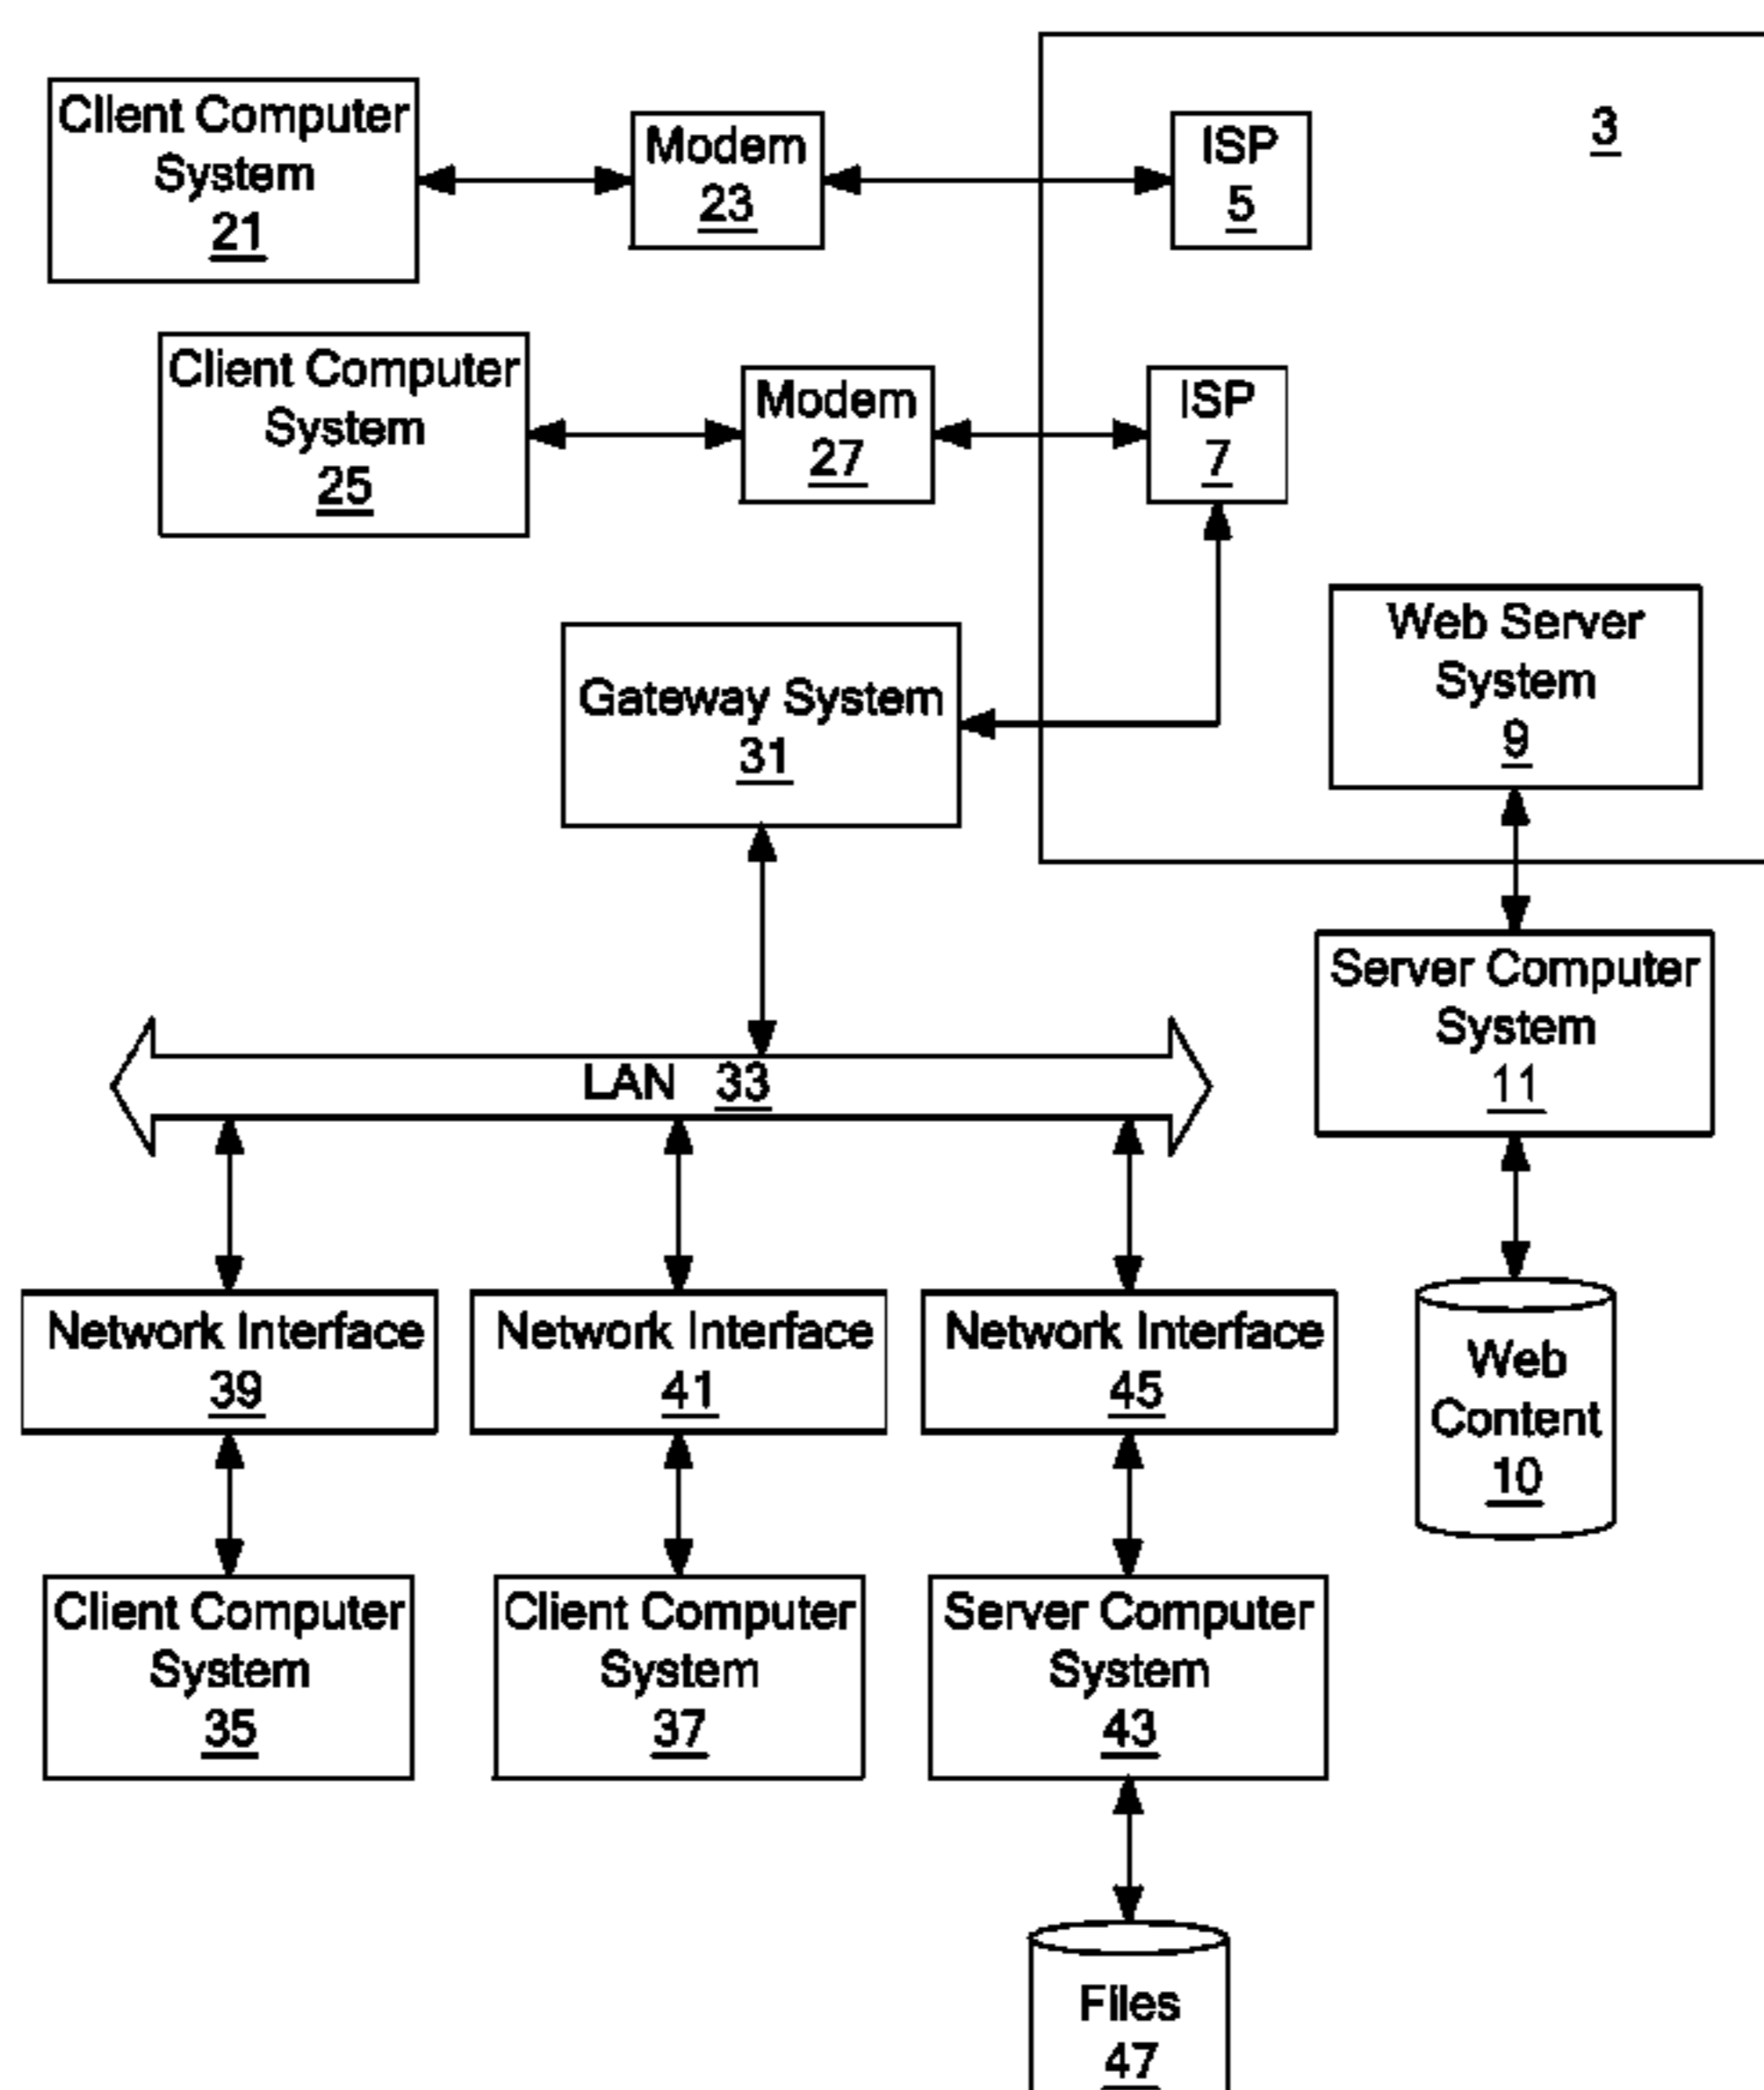 Client Computer
System
21
Modem
23
ISP
5
3
Client Computer
System
25
Modem
27
ISP
7
Gateway System
31
Web Server
System
9
Server Computer
System
11
LAN 33
Network Interface
39
Network Interface
41
Network Interface
45
Web
Content
10
Client Computer
System
35
Client Computer
System
37
Server Computer
System
43
Files
47